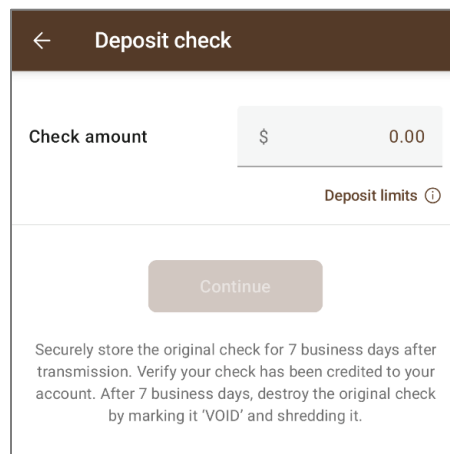 Deposit check
Check amount $ 0.00
Deposit limits
Continue
Securely store the original check for 7 business days after
transmission. Verify your check has been credited to your
account. After 7 business days, destroy the original check
by marking it ‘VOID’ and shredding it.